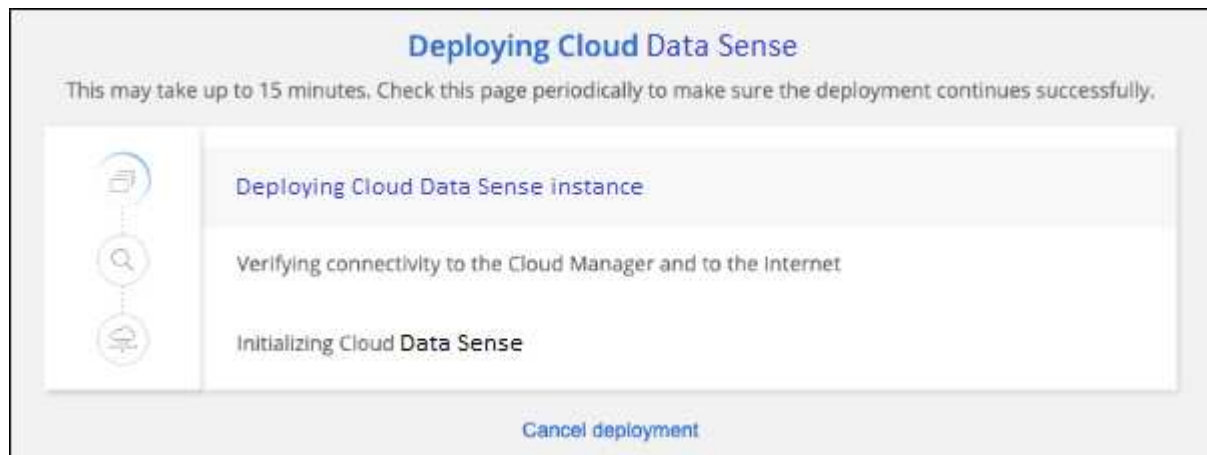 Deploying Cloud Data Sense
This may take up to 15 minutes. Check this page periodically to make sure the deployment continues successfully.
Deploying Cloud Data Sense instance
Verifying connectivity to the Cloud Manager and to the Internet
Initializing Cloud Data Sense
Cancel deployment